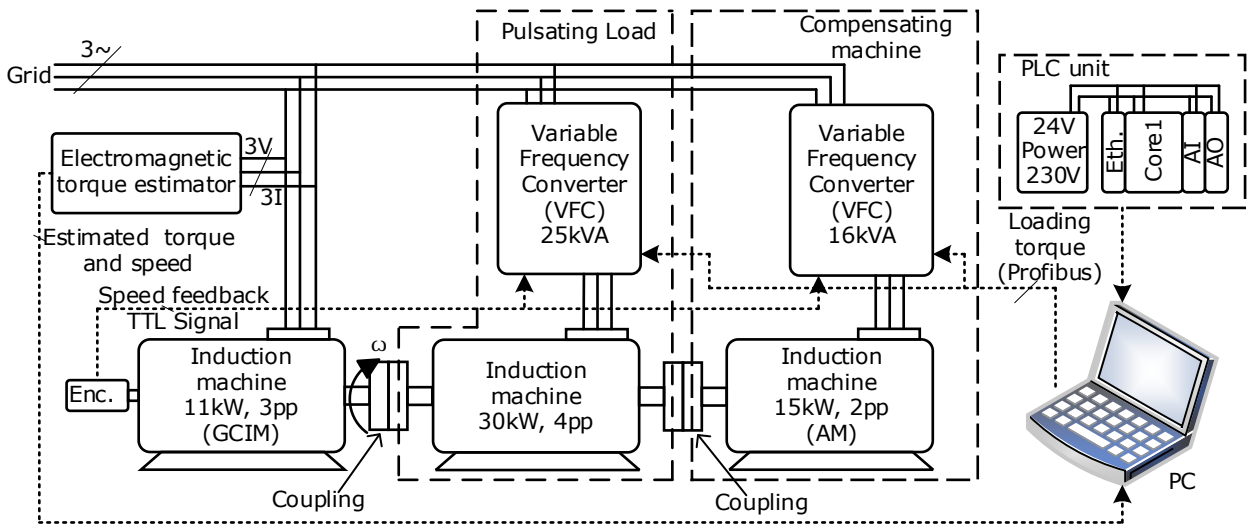 Pulsating Load
Compensating
machine
3~
Grid
PLC unit
24V
Power
230V
Eth.
Core1
AI
AO
Variable
Frequency
Converter
(VFC)
25kVA
Variable
Frequency
Converter
(VFC)
16kVA
Electromagnetic
torque estimator
3V
3I
Loading
torque
(Profibus)
Estimated torque
and speed
Speed feedback
TTL Signal
ω
Enc.
Induction
machine
11kW, 3pp
(GCIM)
Induction
machine
30kW, 4pp
Induction
machine
15kW, 2pp
(AM)
Coupling
Coupling
PC